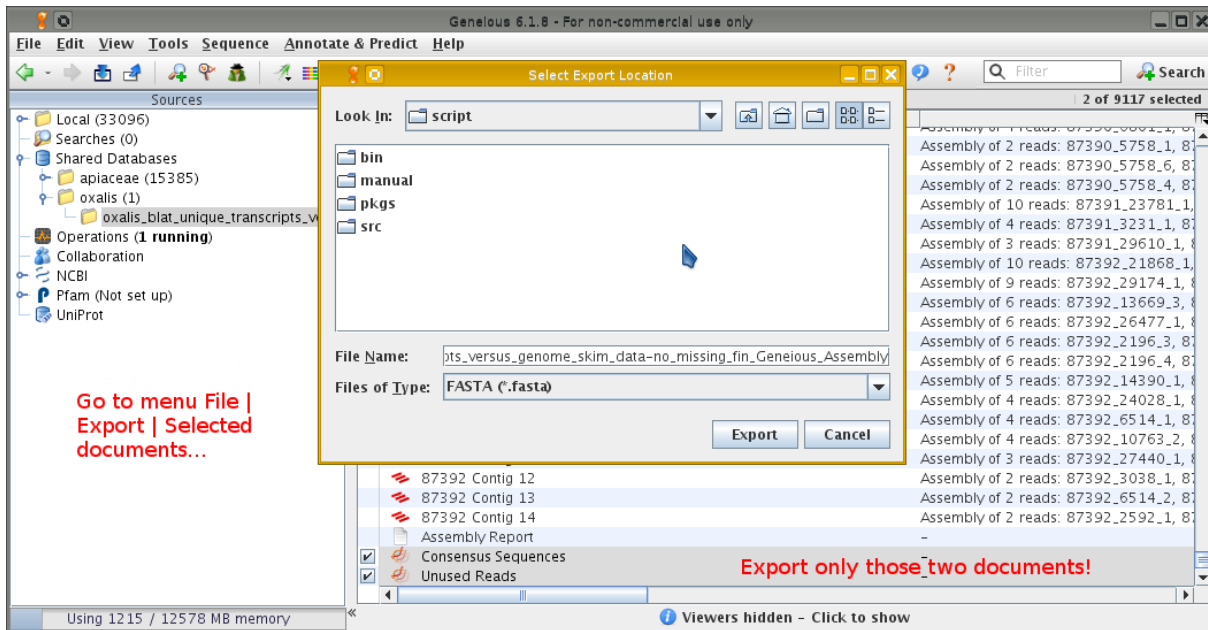 Geneious 6.1.8 - For non-commercial use only
File Edit View Tools Sequence Annotate & Predict Help
Filter
Search
Sources
2 of 9117 selected
Local (33096)
Searches (0)
Shared Databases
apiaceae (15385)
oxalis (1)
oxalis_blat_unique_transcripts_v
Operations (1 running)
Collaboration
NCBI
Pfam (Not set up)
UniProt
Go to menu File |
Export | Selected
documents...
Select Export Location
Look In: script
bin
manual
pkgs
src
File Name: pts_versus_genome_skim_data-no_missing_fin_Geneious_Assembly
Files of Type: FASTA (*.fasta)
Export Cancel
Assembly of 2 reads: 87390_5758_1, 87
Assembly of 2 reads: 87390_5758_6, 87
Assembly of 2 reads: 87390_5758_4, 87
Assembly of 10 reads: 87391_23781_1,
Assembly of 4 reads: 87391_3231_1, 87
Assembly of 3 reads: 87391_29610_1, 8
Assembly of 10 reads: 87392_21868_1,
Assembly of 9 reads: 87392_29174_1, 8
Assembly of 6 reads: 87392_13669_3, 8
Assembly of 6 reads: 87392_26477_1, 8
Assembly of 6 reads: 87392_2196_3, 87
Assembly of 6 reads: 87392_2196_4, 87
Assembly of 5 reads: 87392_14390_1, 8
Assembly of 4 reads: 87392_24028_1, 8
Assembly of 4 reads: 87392_6514_1, 87
Assembly of 4 reads: 87392_10763_2, 8
Assembly of 3 reads: 87392_27440_1, 8
87392 Contig 12 Assembly of 2 reads: 87392_3038_1, 87
87392 Contig 13 Assembly of 2 reads: 87392_6514_2, 87
87392 Contig 14 Assembly of 2 reads: 87392_2592_1, 87
Assembly Report -
Consensus Sequences -
Unused Reads -
Export only those two documents!
Using 1215 / 12578 MB memory
Viewers hidden - Click to show